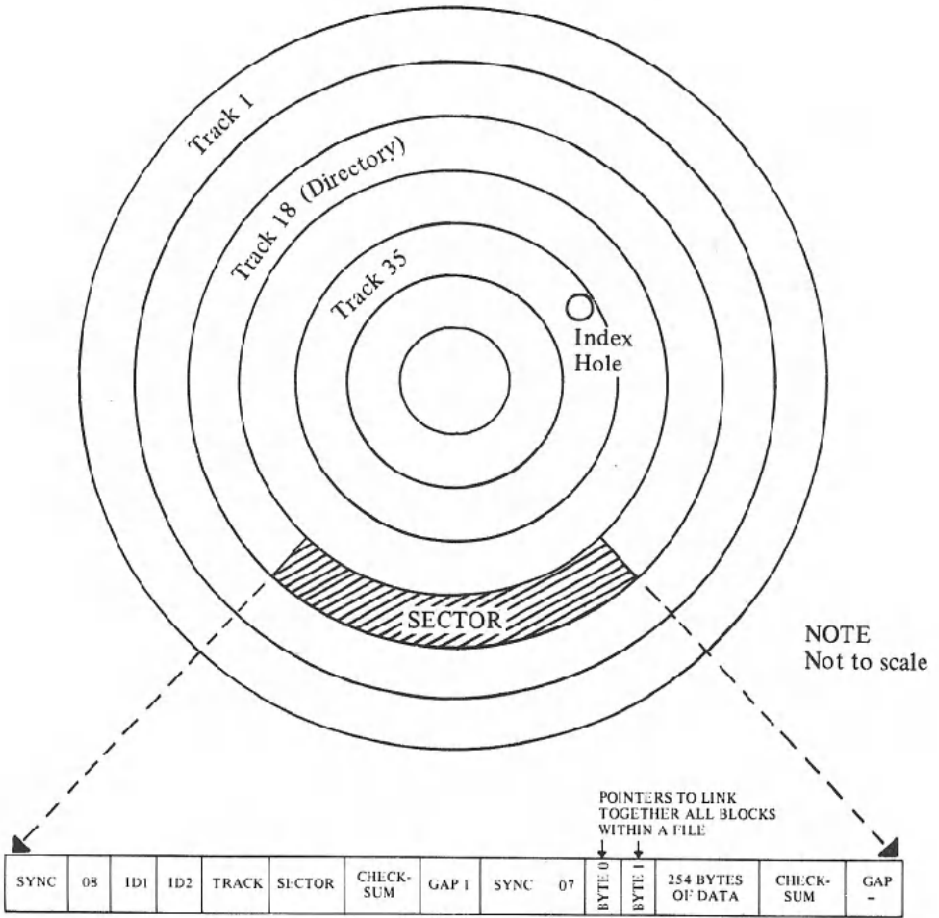 Track 1
Track 18 (Directory)
Track 35
Index
Hole
SECTOR
NOTE
Not to scale
POINTERS TO LINK
TOGETHER ALL BLOCKS
WITHIN A FILE
SYNC 08 ID1 ID2 TRACK SECTOR CHECK-SUM GAP 1 SYNC 07 BYTE 0 BYTE 1 254 BYTES OF DATA CHECK-SUM GAP